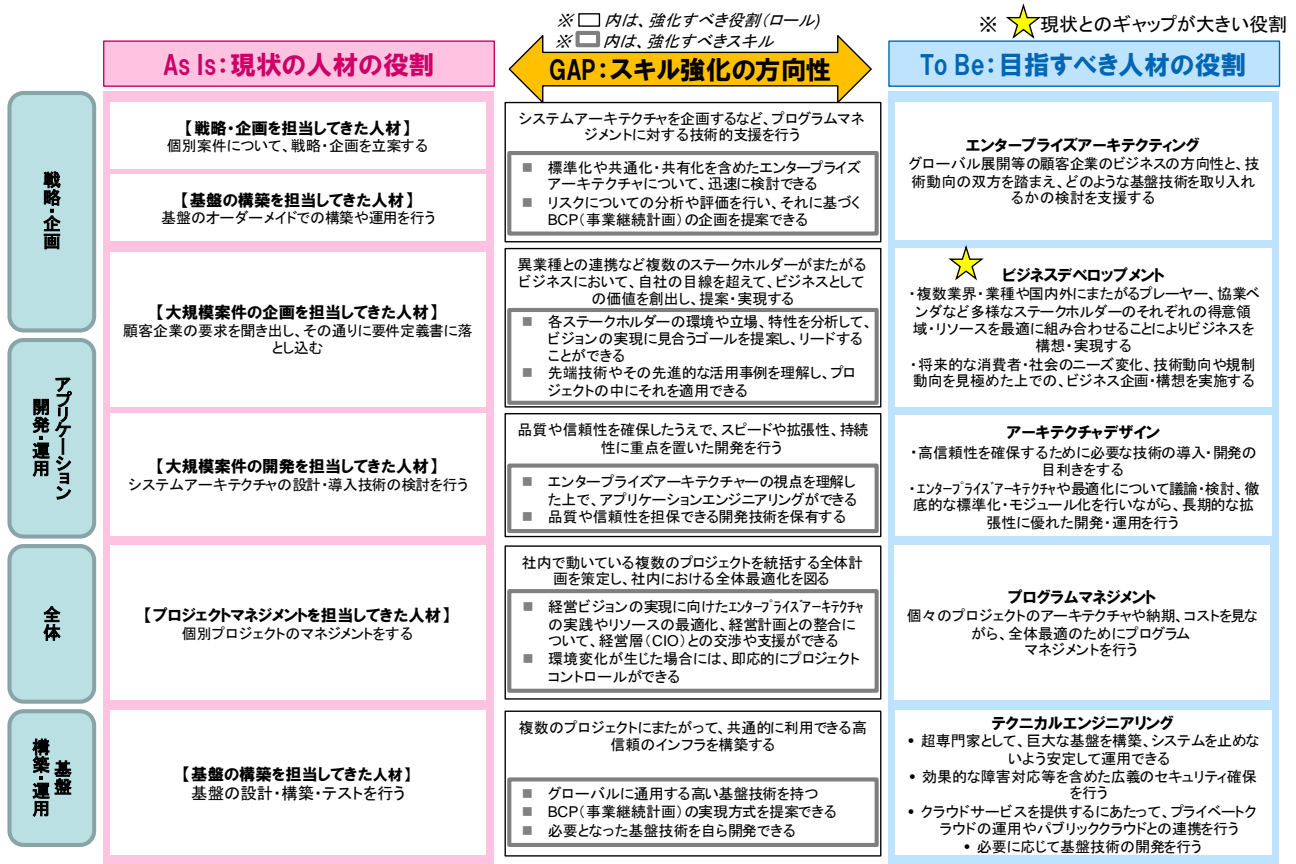 ※ □ 内は、強化すべき役割(ロール)
※ □ 内は、強化すべきスキル
※ ☆現状とのギャップが大きい役割
As Is：現状の人材の役割
GAP：スキル強化の方向性
To Be：目指すべき人材の役割
戦略・企画
【戦略・企画を担当してきた人材】
個別案件について、戦略・企画を立案する
【基盤の構築を担当してきた人材】
基盤のオーダーメイドでの構築や運用を行う
システムアーキテクチャを企画するなど、プログラムマネ
ジメントに対する技術的支援を行う
■ 標準化や共通化・共有化を含めたエンタープライズ
アーキテクチャについて、迅速に検討できる
■ リスクについての分析や評価を行い、それに基づく
BCP(事業継続計画)の企画を提案できる
エンタープライズアーキテクティング
グローバル展開等の顧客企業のビジネスの方向性と、技
術動向の双方を踏まえ、どのような基盤技術を取り入れ
るかの検討を支援する
【大規模案件の企画を担当してきた人材】
顧客企業の要求を聞き出し、その通りに要件定義書に落
とし込む
異業種との連携など複数のステークホルダーがまたがる
ビジネスにおいて、自社の目線を超えて、ビジネスとして
の価値を創出し、提案・実現する
■ 各ステークホルダーの環境や立場、特性を分析して、
ビジョンの実現に見合うゴールを提案し、リードする
ことができる
■ 先端技術やその先進的な活用事例を理解し、プロ
ジェクトの中にそれを適用できる
ビジネスデベロップメント
・複数業界・業種や国内外にまたがるプレーヤー、協業ベ
ンダなど多様なステークホルダーのそれぞれの得意領
域・リソースを最適に組み合わせることによりビジネスを
構想・実現する
・将来的な消費者・社会のニーズ変化、技術動向や規制
動向を見極めた上での、ビジネス企画・構想を実施する
アプリケーション
開発・運用
【大規模案件の開発を担当してきた人材】
システムアーキテクチャの設計・導入技術の検討を行う
品質や信頼性を確保したうえで、スピードや拡張性、持続
性に重点を置いた開発を行う
■ エンタープライズアーキテクチャーの視点を理解し
た上で、アプリケーションエンジニアリングができる
■ 品質や信頼性を担保できる開発技術を保有する
アーキテクチャデザイン
・高信頼性を確保するために必要な技術の導入・開発の
目利きをする
・エンタープライズアーキテクチャや最適化について議論・検討、徹
底的な標準化・モジュール化を行いながら、長期的な拡
張性に優れた開発・運用を行う
全体
【プロジェクトマネジメントを担当してきた人材】
個別プロジェクトのマネジメントをする
社内で動いている複数のプロジェクトを統括する全体計
画を策定し、社内における全体最適化を図る
■ 経営ビジョンの実現に向けたエンタープライズアーキテクチャ
の実践やリソースの最適化、経営計画との整合に
ついて、経営層(CIO)との交渉や支援ができる
■ 環境変化が生じた場合には、即応的にプロジェクト
コントロールができる
プログラムマネジメント
個々のプロジェクトのアーキテクチャや納期、コストを見な
がら、全体最適のためにプログラム
マネジメントを行う
基盤
構築・運用
【基盤の構築を担当してきた人材】
基盤の設計・構築・テストを行う
複数のプロジェクトにまたがって、共通的に利用できる高
信頼のインフラを構築する
■ グローバルに通用する高い基盤技術を持つ
■ BCP(事業継続計画)の実現方式を提案できる
■ 必要となった基盤技術を自ら開発できる
テクニカルエンジニアリング
• 超専門家として、巨大な基盤を構築、システムを止めな
いよう安定して運用できる
• 効果的な障害対応等を含めた広義のセキュリティ確保
を行う
• クラウドサービスを提供するにあたって、プライベートク
ラウドの運用やパブリッククラウドとの連携を行う
• 必要に応じて基盤技術の開発を行う